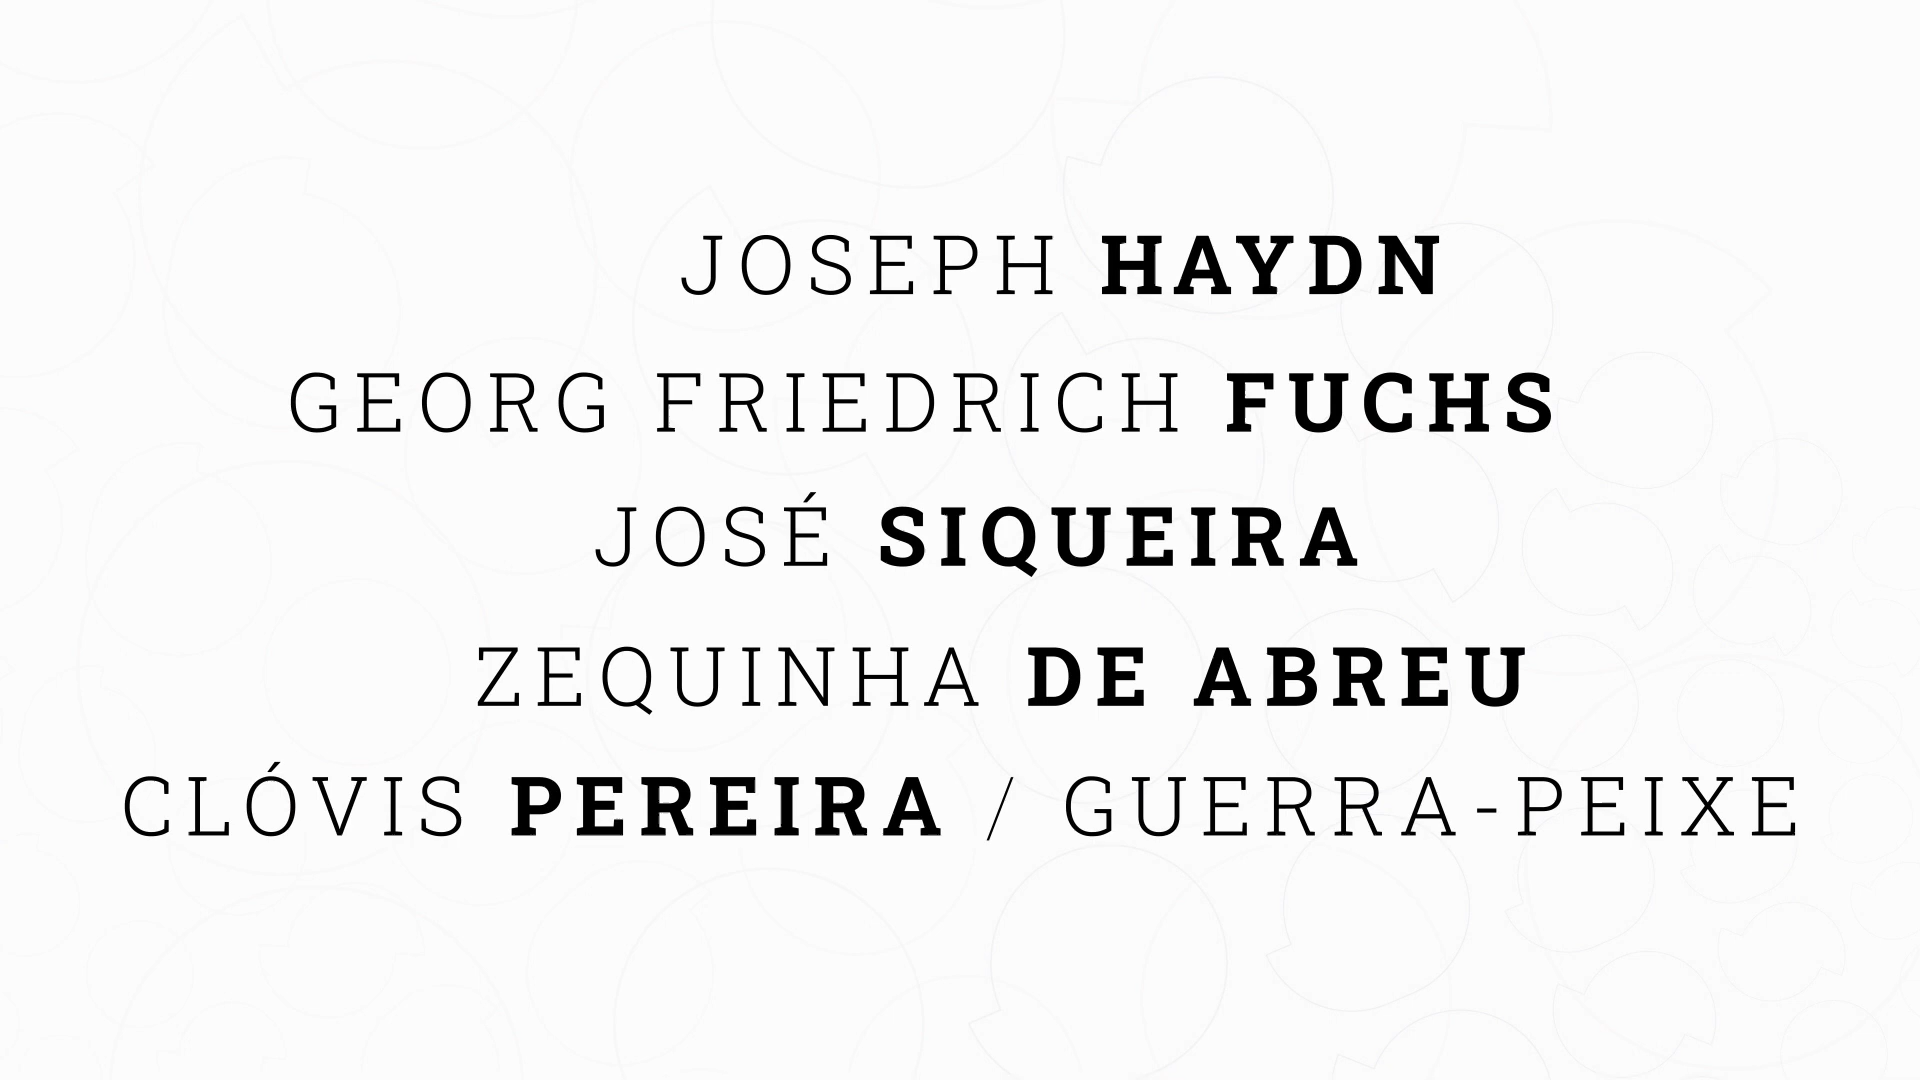 JOSEPH HAYDN
GEORG FRIEDRICH FUCHS
JOSÉ SIQUEIRA
ZEQUINHA DE ABREU
CLÓVIS PEREIRA / GUERRA-PEIXE